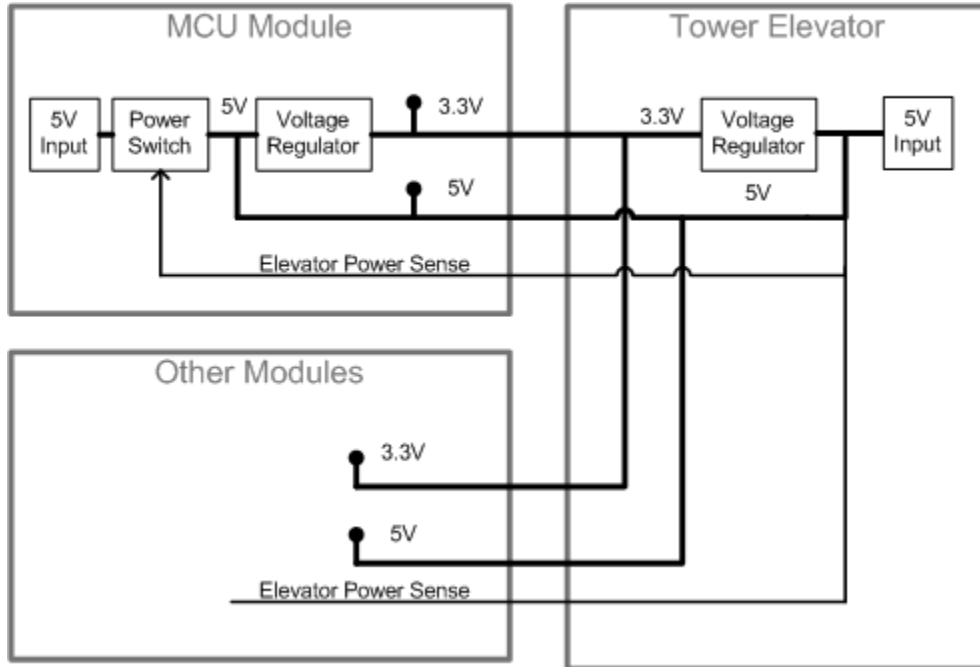 MCU Module
Tower Elevator
5V
Input
Power
Switch
5V
Voltage
Regulator
3.3V
3.3V
Voltage
Regulator
5V
Input
5V
5V
Elevator Power Sense
Other Modules
3.3V
5V
Elevator Power Sense